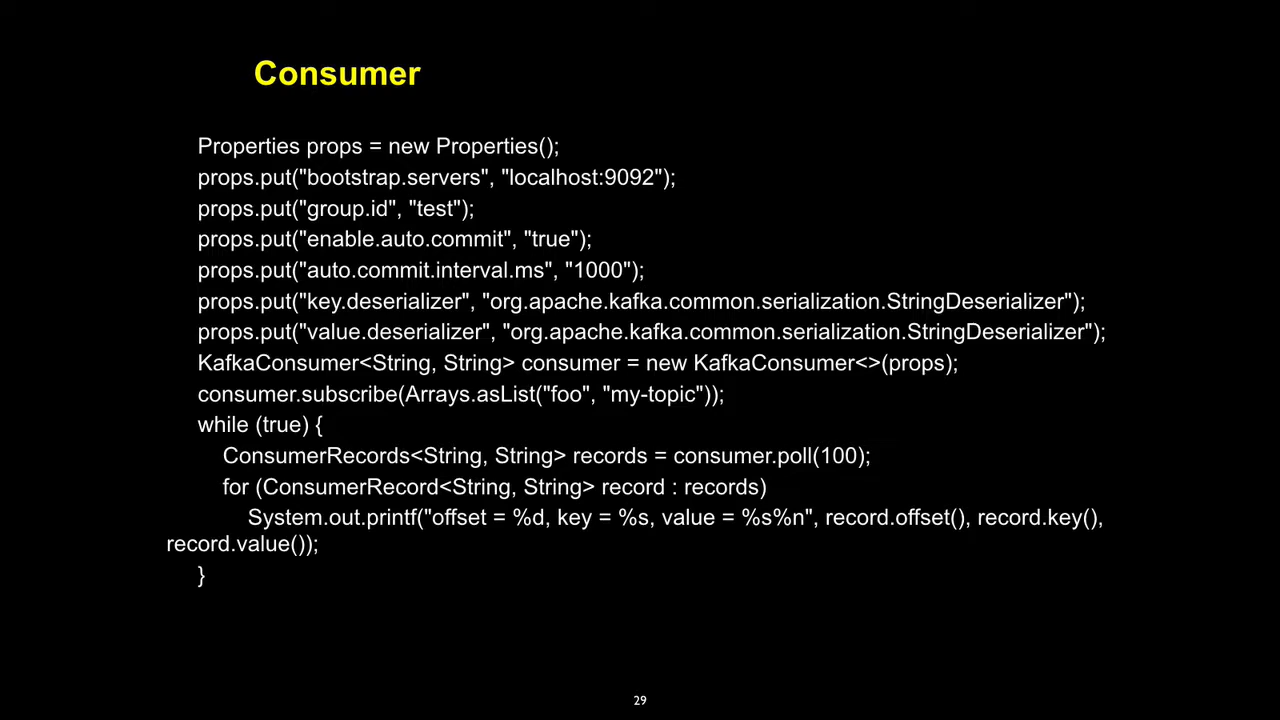 Consumer
Properties props = new Properties();
props.put("bootstrap.servers", "localhost:9092");
props.put("group.id", "test");
props.put("enable.auto.commit", "true");
props.put("auto.commit.interval.ms", "1000");
props.put("key.deserializer", "org.apache.kafka.common.serialization.StringDeserializer");
props.put("value.deserializer", "org.apache.kafka.common.serialization.StringDeserializer");
KafkaConsumer<String, String> consumer = new KafkaConsumer<>(props);
consumer.subscribe(Arrays.asList("foo", "my-topic"));
while (true) {
ConsumerRecords<String, String> records = consumer.poll(100);
for (ConsumerRecord<String, String> record : records)
System.out.printf("offset = %d, key = %s, value = %s%n", record.offset(), record.key(),
record.value());
}
29